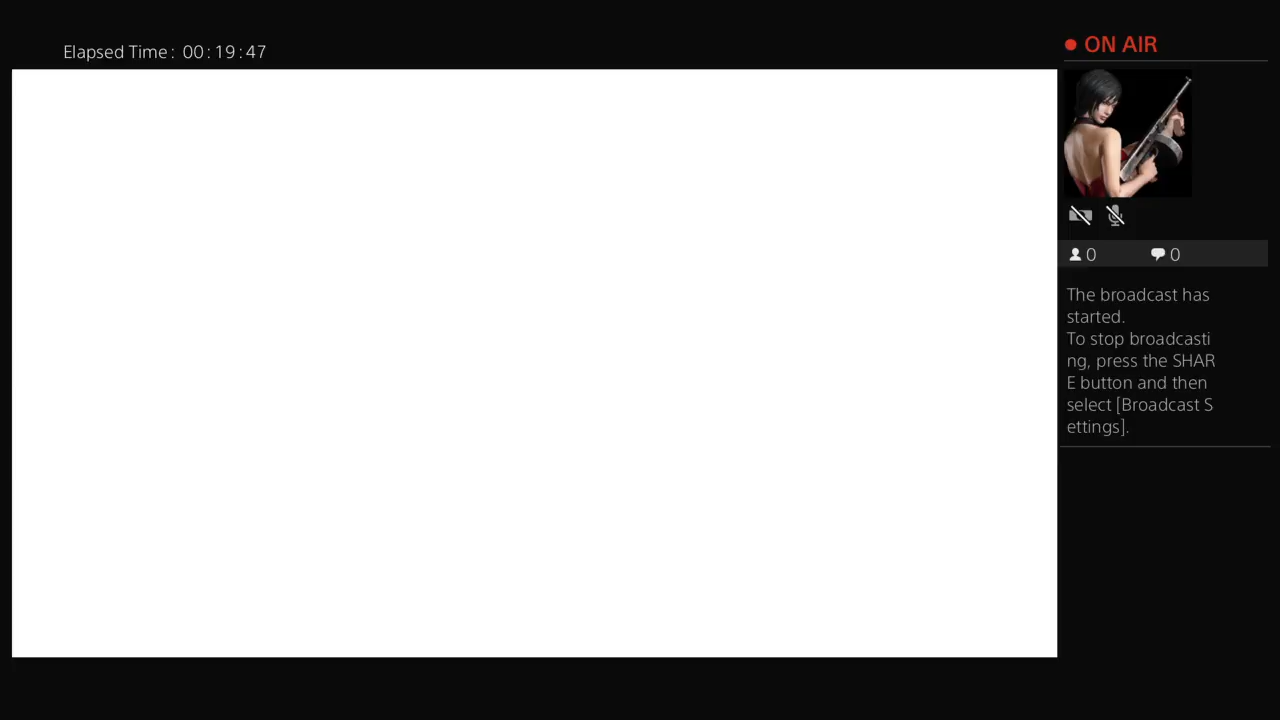 Elapsed Time: 00:19:47
ON AIR
0 0
The broadcast has
started.
To stop broadcasti
ng, press the SHAR
E button and then
select [Broadcast S
ettings].